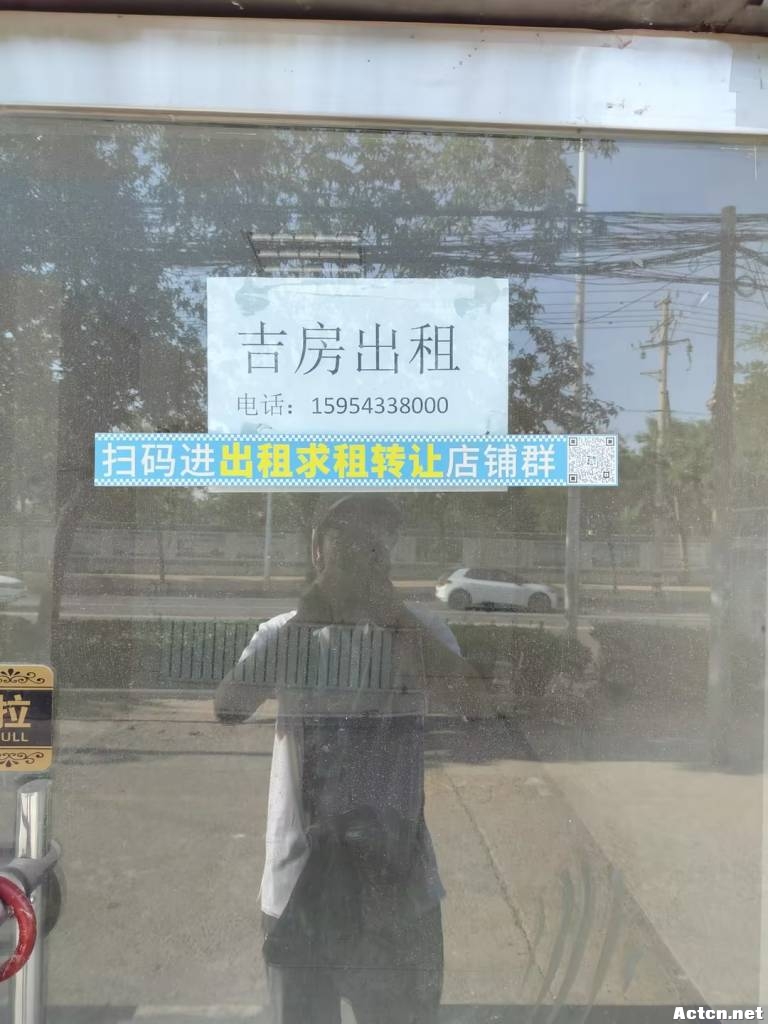 吉房出租
电话：15954338000
扫码进出租求租转让店铺群
拉
ULL
Actcn.net